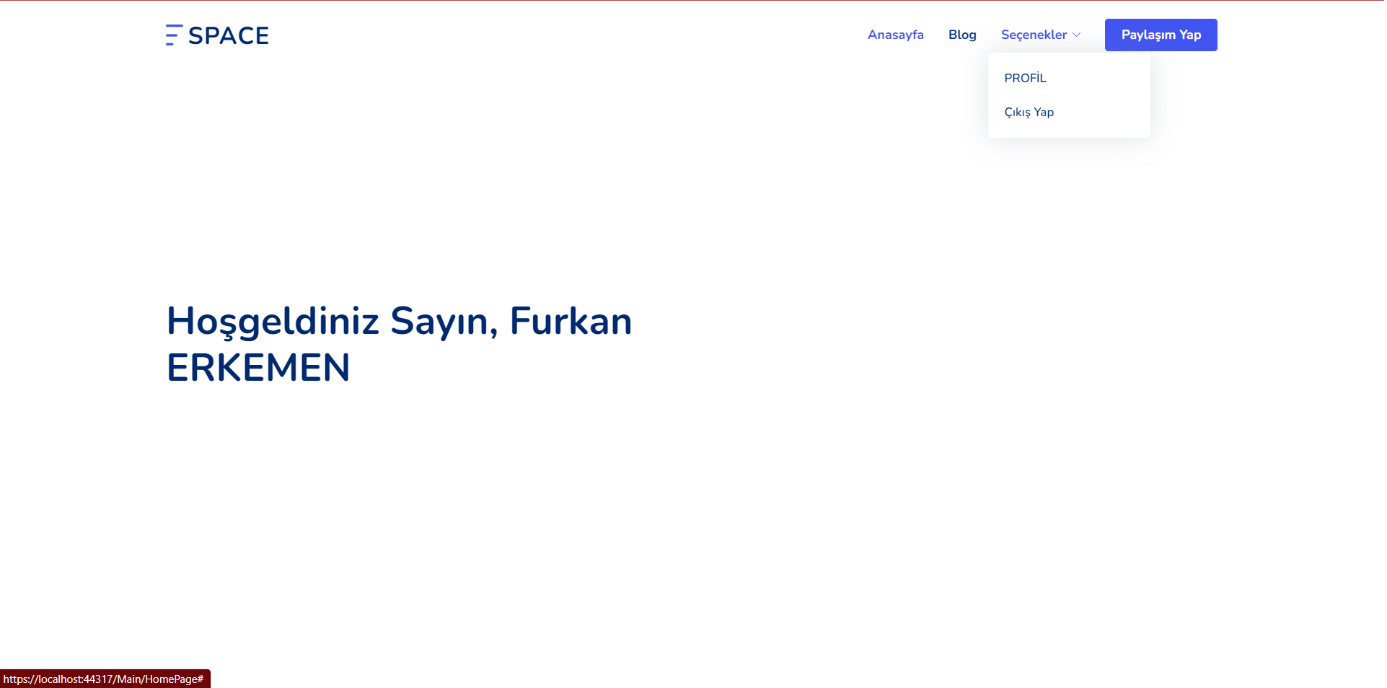 SPACE
Anasayfa Blog Seçenekler Paylaşım Yap
PROFİL
Çıkış Yap
Hoşgeldiniz Sayın, Furkan
ERKEMEN
https://localhost:44317/Main/HomePage#